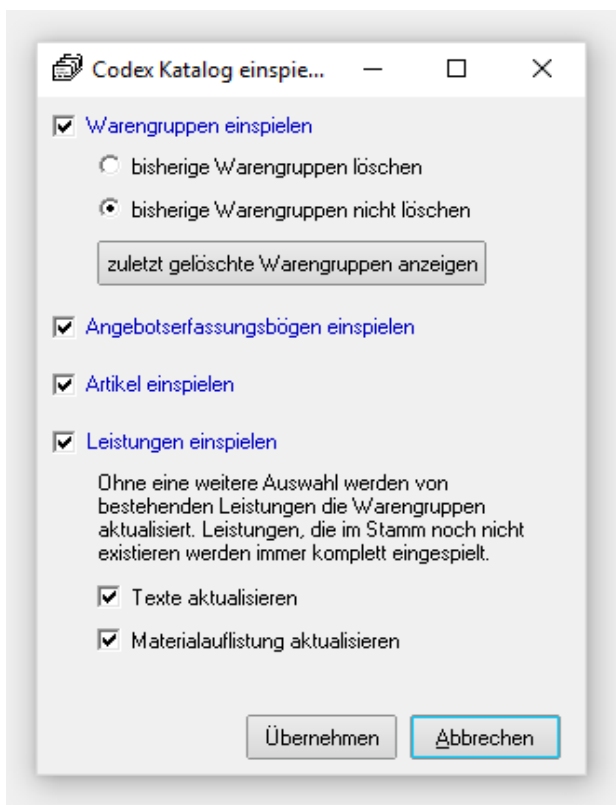 Codex Katalog einspie...
Warengruppen einspielen
bisherige Warengruppen löschen
bisherige Warengruppen nicht löschen
zuletzt gelöschte Warengruppen anzeigen
Angebotserfassungsbögen einspielen
Artikel einspielen
Leistungen einspielen
Ohne eine weitere Auswahl werden von
bestehenden Leistungen die Warengruppen
aktualisiert. Leistungen, die im Stamm noch nicht
existieren werden immer komplett eingespielt.
Texte aktualisieren
Materialauflistung aktualisieren
Übernehmen Abbrechen